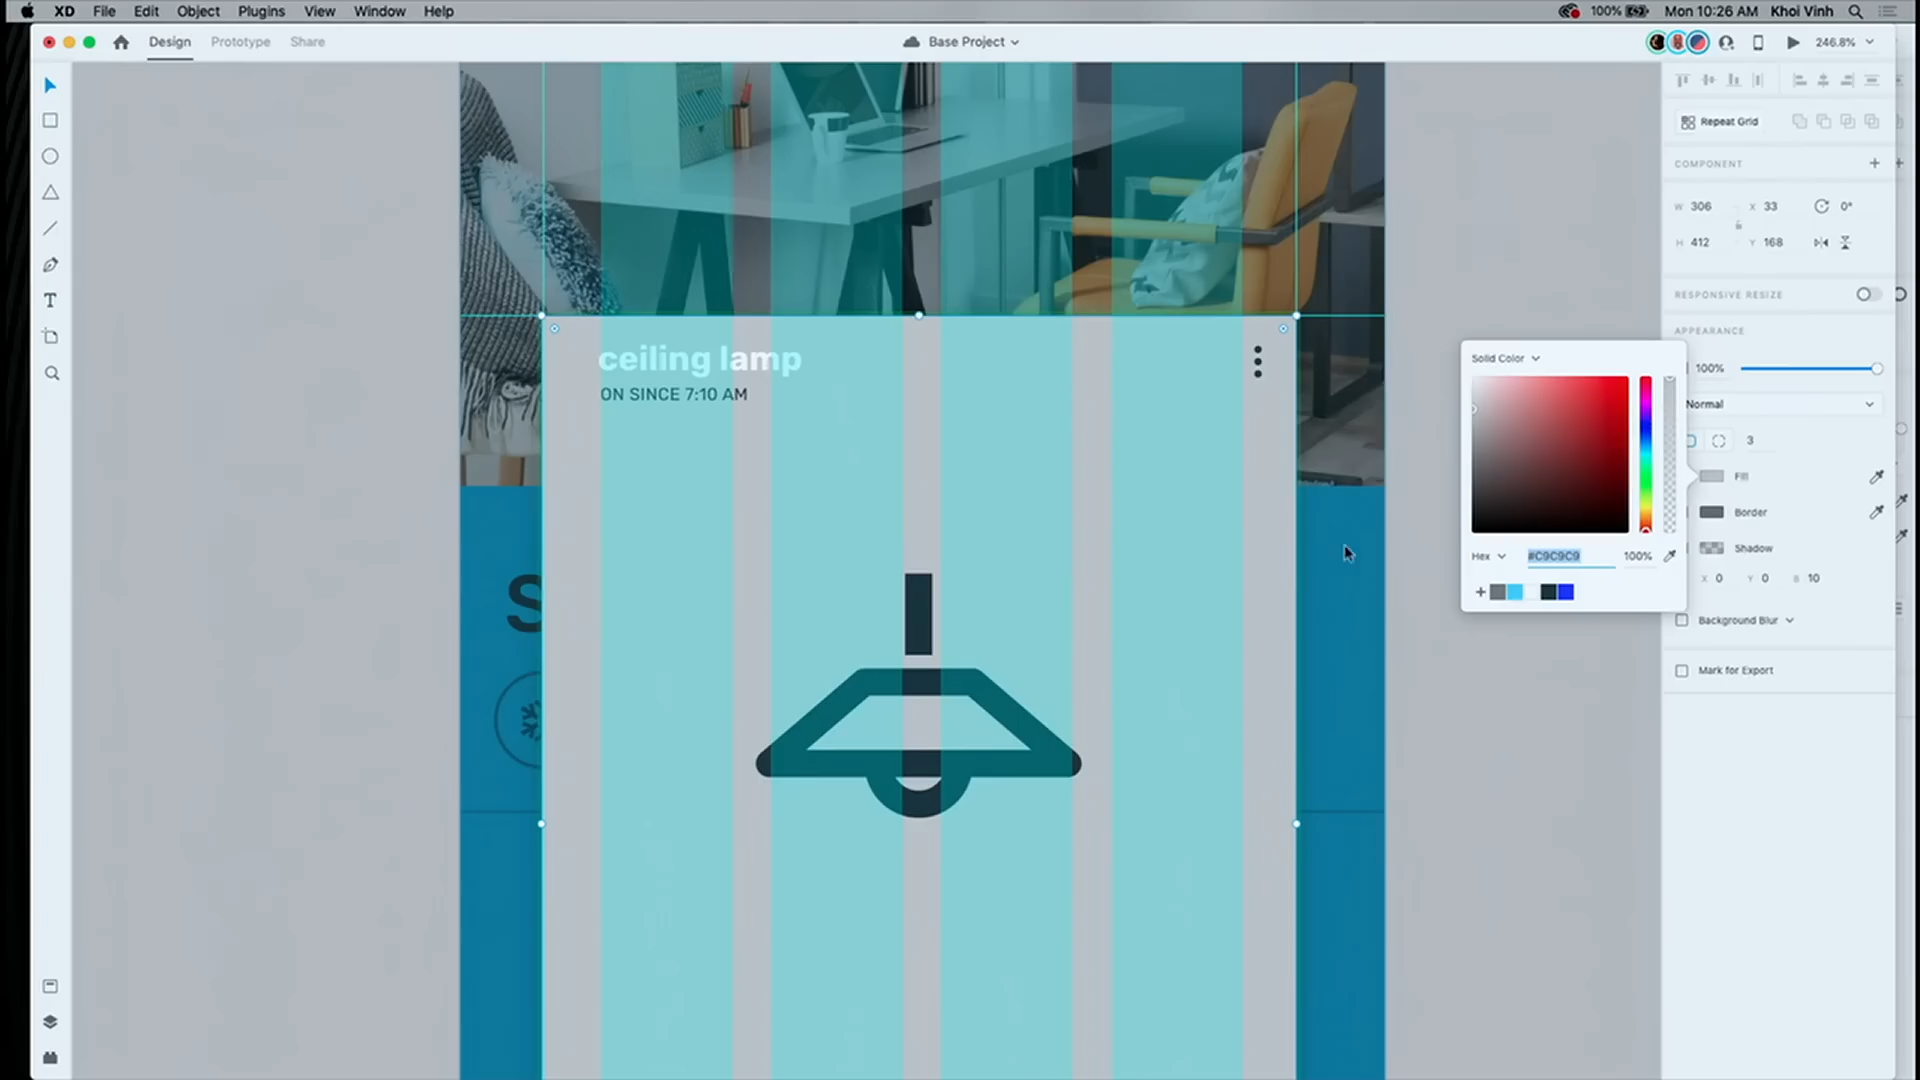 XD File Edit Object Plugins View Window Help 100% Mon 10:26 AM Khoi Vinh
Design Prototype Share Base Project 246.8%
Repeat Grid
COMPONENT
W 306 X 33 0°
H 412 Y 168
RESPONSIVE RESIZE
APPEARANCE
ceiling lamp
ON SINCE 7:10 AM
Solid Color
100%
Normal
3
Fill
Border
Hex #C9C9C9 100%
Shadow
X 0 Y 0 B 10
S
Background Blur
Mark for Export
T